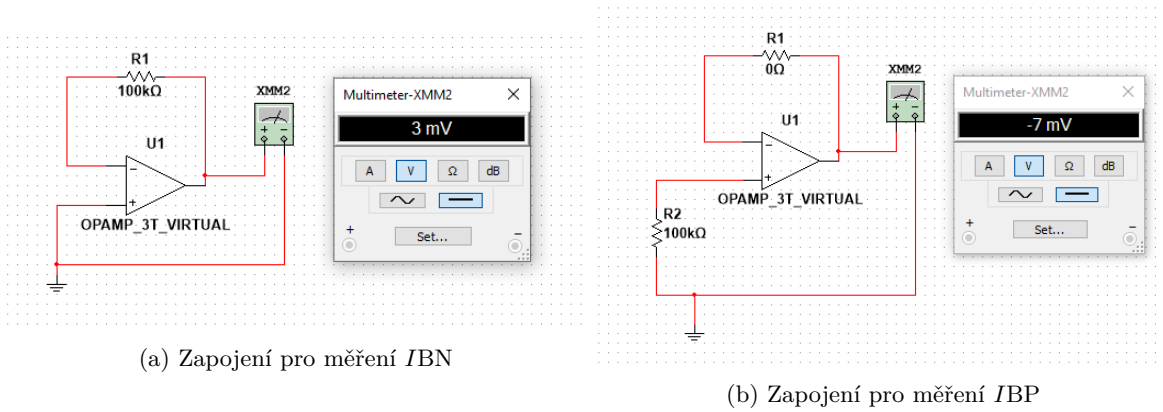 R1
100kΩ
XMM2
U1
OPAMP_3T_VIRTUAL
Multimeter-XMM2
3 mV
A V Ω dB
Set...
+ −
(a) Zapojení pro měření IBN
R1
0Ω
XMM2
U1
OPAMP_3T_VIRTUAL
R2
100kΩ
Multimeter-XMM2
-7 mV
A V Ω dB
Set...
+ −
(b) Zapojení pro měření IBP